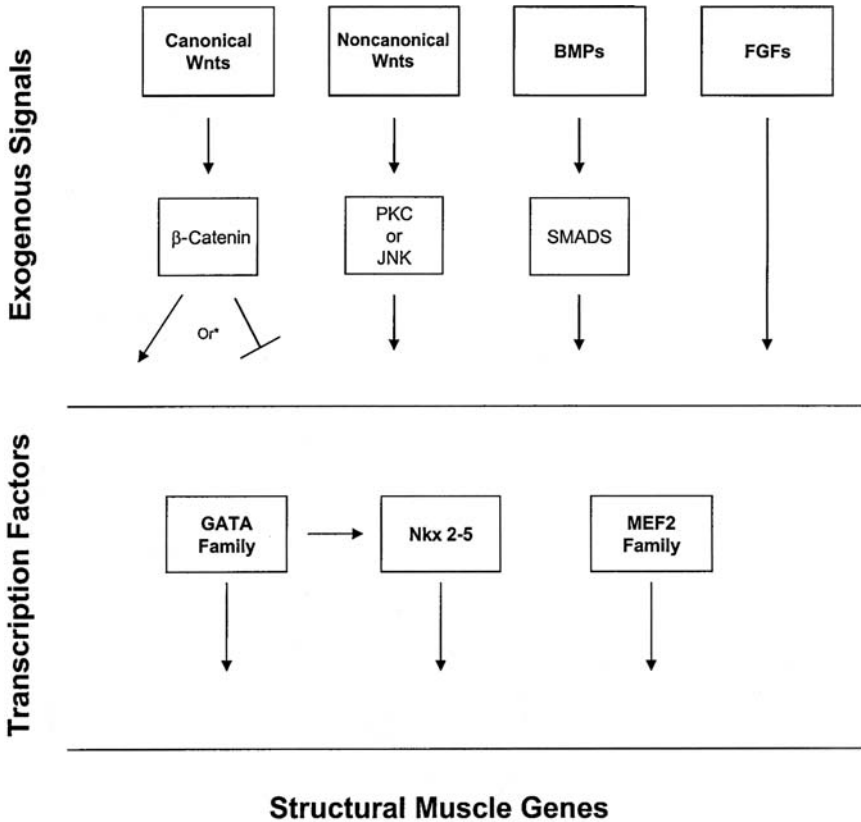 Exogenous Signals
Canonical
Wnts
Noncanonical
Wnts
BMPs
FGFs
β-Catenin
PKC
or
JNK
SMADS
Or*
Transcription Factors
GATA
Family
Nkx 2-5
MEF2
Family
Structural Muscle Genes